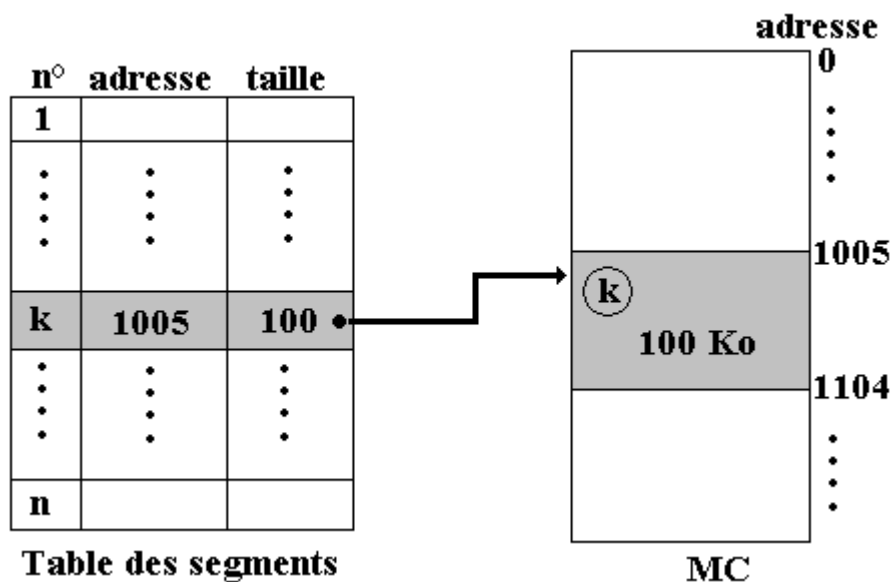 adresse
0
n° adresse taille
1
1005
k 1005 100
k
100 Ko
1104
n
Table des segments
MC